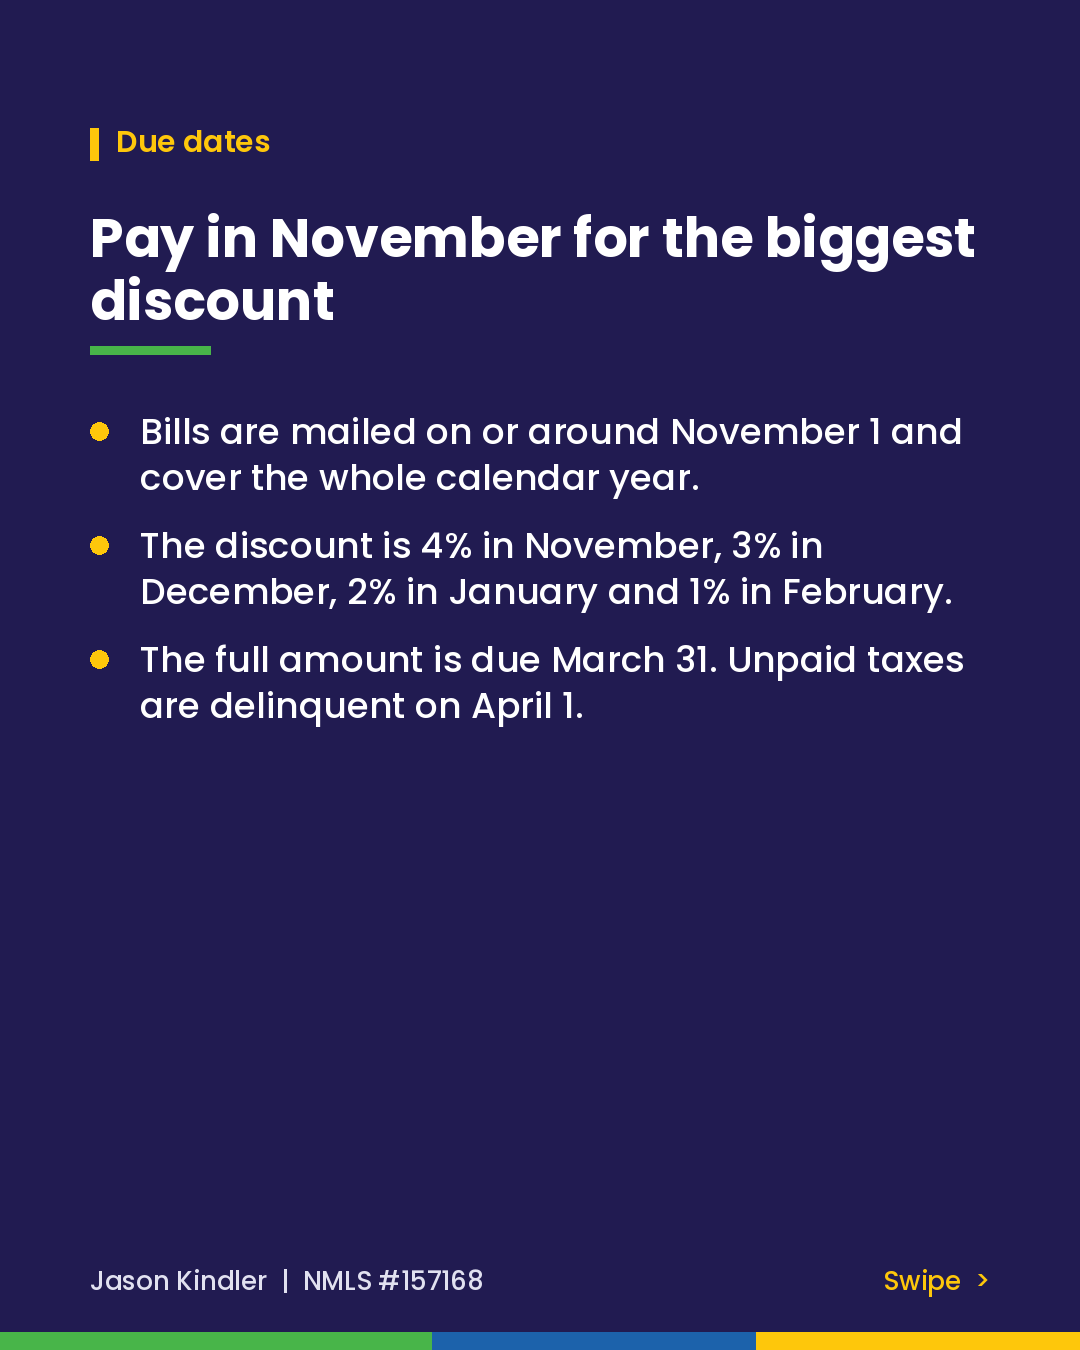 Due dates
Pay in November for the biggest
discount
Bills are mailed on or around November 1 and
cover the whole calendar year.
The discount is 4% in November, 3% in
December, 2% in January and 1% in February.
The full amount is due March 31. Unpaid taxes
are delinquent on April 1.
Jason Kindler | NMLS #157168
Swipe >